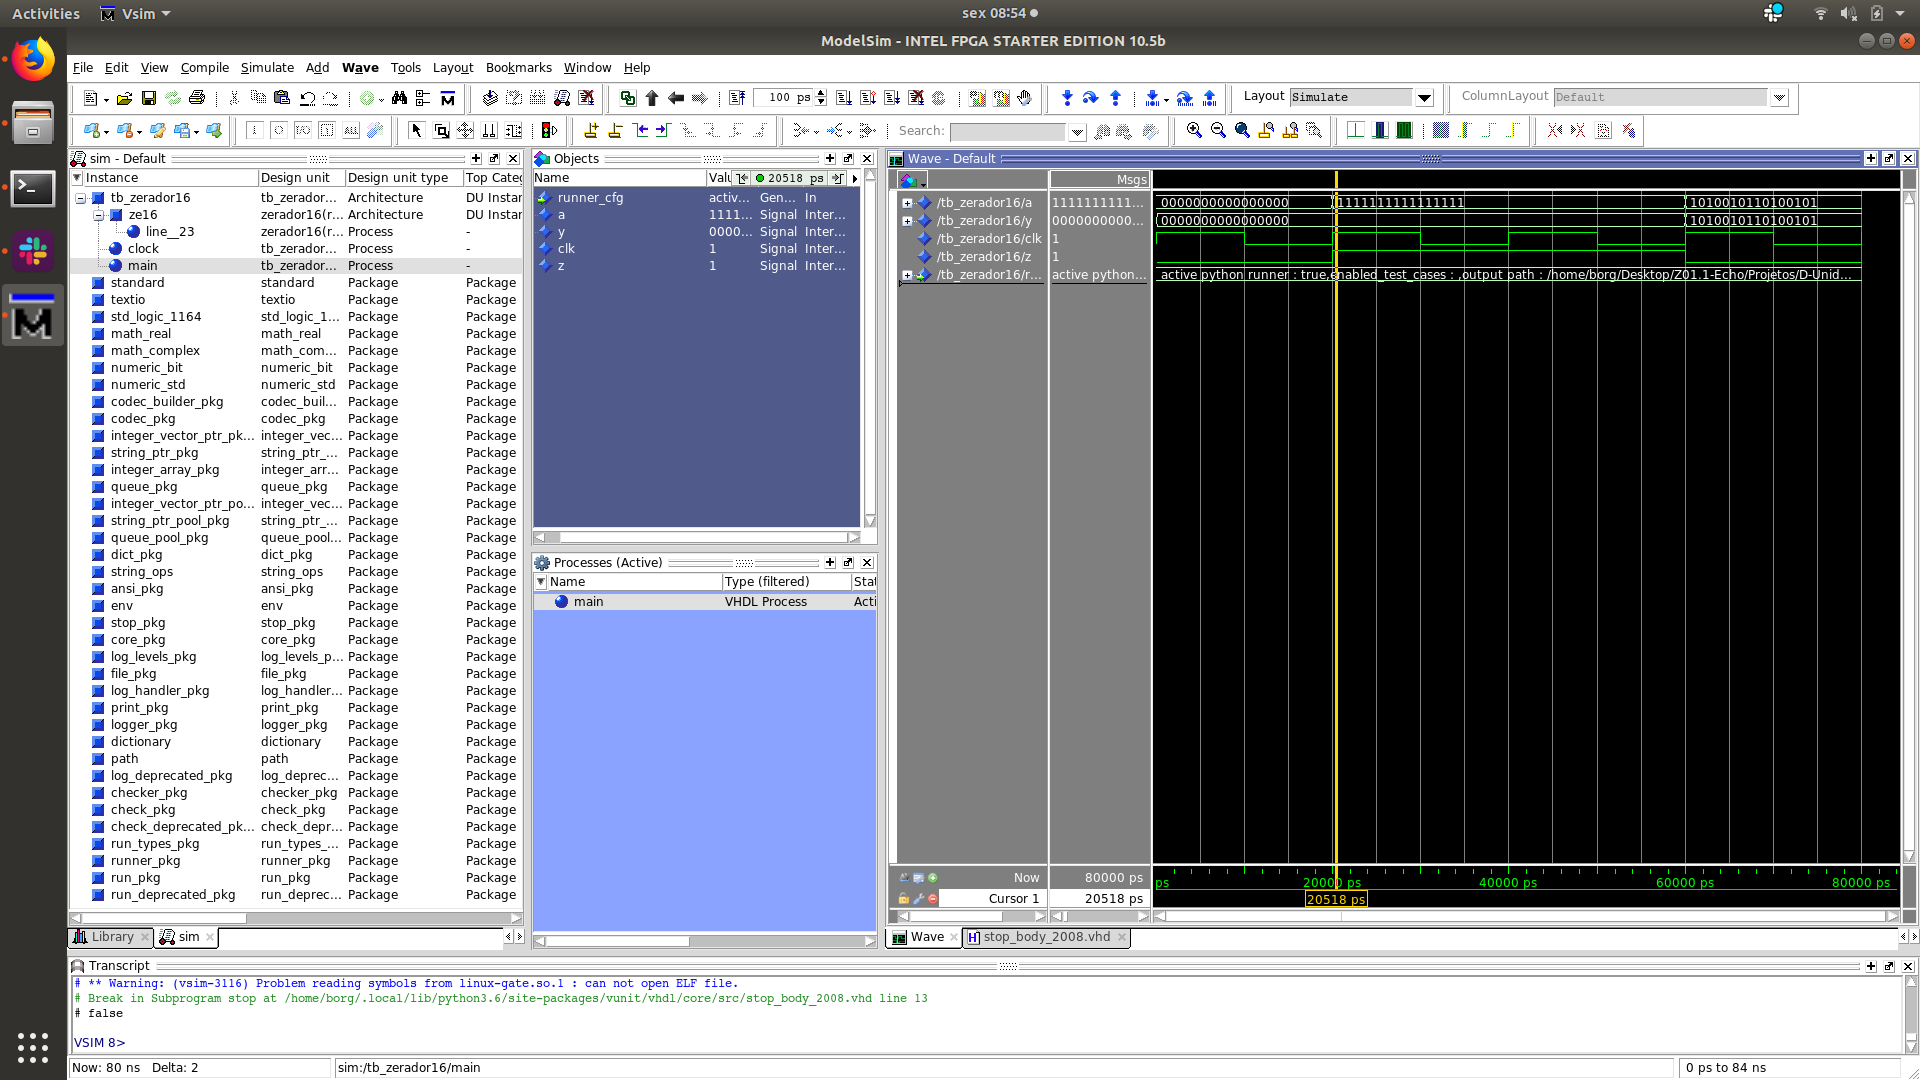 Activities
Vsim
sex 08:54
ModelSim - INTEL FPGA STARTER EDITION 10.5b
File Edit View Compile Simulate Add Wave Tools Layout Bookmarks Window Help
100 ps
Layout Simulate
ColumnLayout Default
Search:
sim - Default
Instance Design unit Design unit type Top Cate
tb_zerador16 tb_zerador... Architecture DU Instar
ze16 zerador16(r... Architecture DU Instar
line__23 zerador16(r... Process -
clock tb_zerador... Process -
main tb_zerador... Process -
standard standard Package Package
textio textio Package Package
std_logic_1164 std_logic_1... Package Package
math_real math_real Package Package
math_complex math_com... Package Package
numeric_bit numeric_bit Package Package
numeric_std numeric_std Package Package
codec_builder_pkg codec_buil... Package Package
codec_pkg codec_pkg Package Package
integer_vector_ptr_pk... integer_vec... Package Package
string_ptr_pkg string_ptr_... Package Package
integer_array_pkg integer_arr... Package Package
queue_pkg queue_pkg Package Package
integer_vector_ptr_po... integer_vec... Package Package
string_ptr_pool_pkg string_ptr_... Package Package
queue_pool_pkg queue_pool... Package Package
dict_pkg dict_pkg Package Package
string_ops string_ops Package Package
ansi_pkg ansi_pkg Package Package
env env Package Package
stop_pkg stop_pkg Package Package
core_pkg core_pkg Package Package
log_levels_pkg log_levels_p... Package Package
file_pkg file_pkg Package Package
log_handler_pkg log_handler... Package Package
print_pkg print_pkg Package Package
logger_pkg logger_pkg Package Package
dictionary dictionary Package Package
path path Package Package
log_deprecated_pkg log_deprec... Package Package
checker_pkg checker_pkg Package Package
check_pkg check_pkg Package Package
check_deprecated_pk... check_depr... Package Package
run_types_pkg run_types_... Package Package
runner_pkg runner_pkg Package Package
run_pkg run_pkg Package Package
run_deprecated_pkg run_deprec... Package Package
Library sim
Objects
Name Valu 20518 ps
runner_cfg activ... Gen... In
a 1111... Signal Inter...
y 0000... Signal Inter...
clk 1 Signal Inter...
z 1 Signal Inter...
Processes (Active)
Name Type (filtered) Stat
main VHDL Process Acti
Wave - Default
Msgs
/tb_zerador16/a 1111111111... 0000000000000000 1111111111111111 1010010110100101
/tb_zerador16/y 0000000000... 0000000000000000 1010010110100101
/tb_zerador16/clk 1
/tb_zerador16/z 1
/tb_zerador16/r... active python... active python runner : true,enabled_test_cases : ,output path : /home/borg/Desktop/Z01.1-Echo/Projetos/D-Unid...
Now 80000 ps
ps 20000 ps 40000 ps 60000 ps 80000 ps
Cursor 1 20518 ps 20518 ps
Wave stop_body_2008.vhd
Transcript
# ** Warning: (vsim-3116) Problem reading symbols from linux-gate.so.1 : can not open ELF file.
# Break in Subprogram stop at /home/borg/.local/lib/python3.6/site-packages/vunit/vhdl/core/src/stop_body_2008.vhd line 13
# false
VSIM 8>
Now: 80 ns Delta: 2
sim:/tb_zerador16/main
0 ps to 84 ns